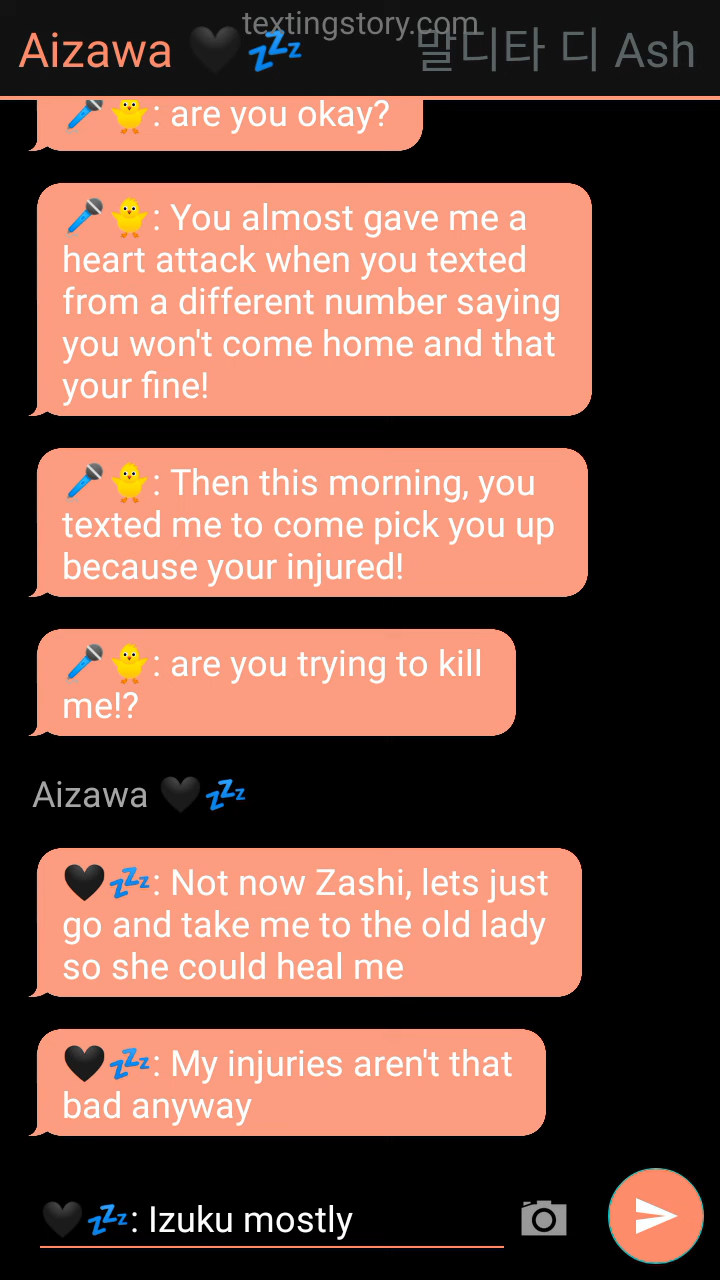 textingstory.com
Aizawa 🖤💤 말디타 디 Ash
🎤🐥: are you okay?
🎤🐥: You almost gave me a
heart attack when you texted
from a different number saying
you won't come home and that
your fine!
🎤🐥: Then this morning, you
texted me to come pick you up
because your injured!
🎤🐥: are you trying to kill
me!?
Aizawa 🖤💤
🖤💤: Not now Zashi, lets just
go and take me to the old lady
so she could heal me
🖤💤: My injuries aren't that
bad anyway
🖤💤: Izuku mostly